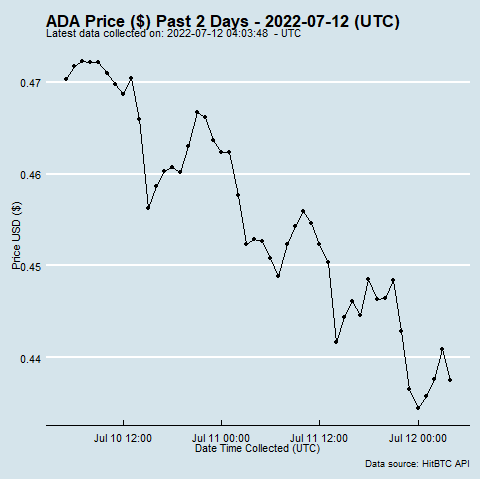 ADA Price ($) Past 2 Days - 2022-07-12 (UTC)
Latest data collected on: 2022-07-12 04:03:48 - UTC
0.47
0.46
0.45
0.44
Price USD ($)
Jul 10 12:00 Jul 11 00:00 Jul 11 12:00 Jul 12 00:00
Date Time Collected (UTC)
Data source: HitBTC API